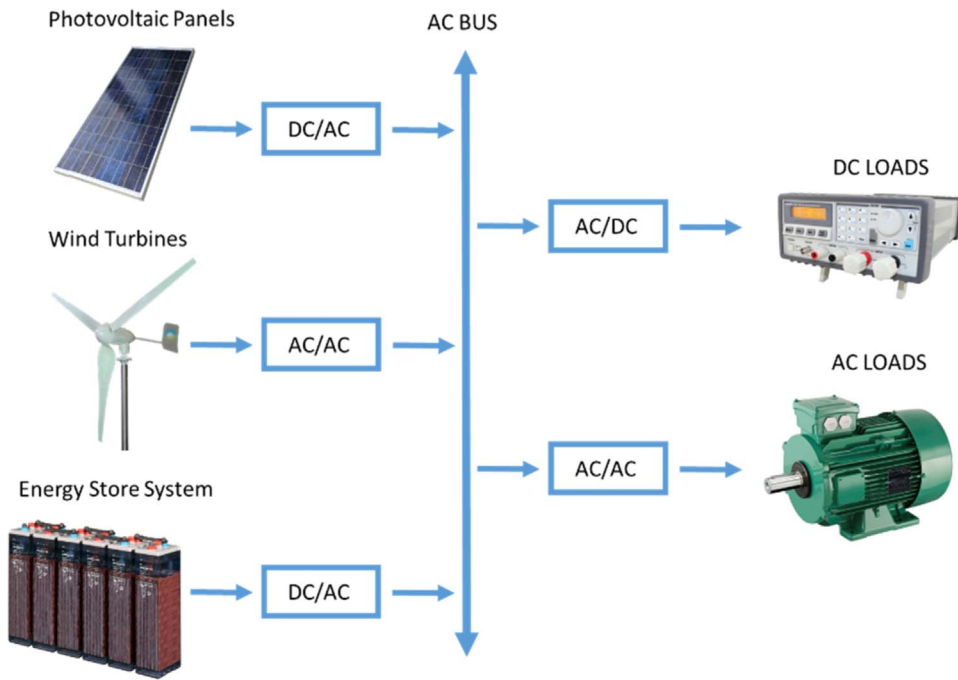 Photovoltaic Panels
AC BUS
DC/AC
DC LOADS
AC/DC
Wind Turbines
AC/AC
AC LOADS
AC/AC
Energy Store System
DC/AC